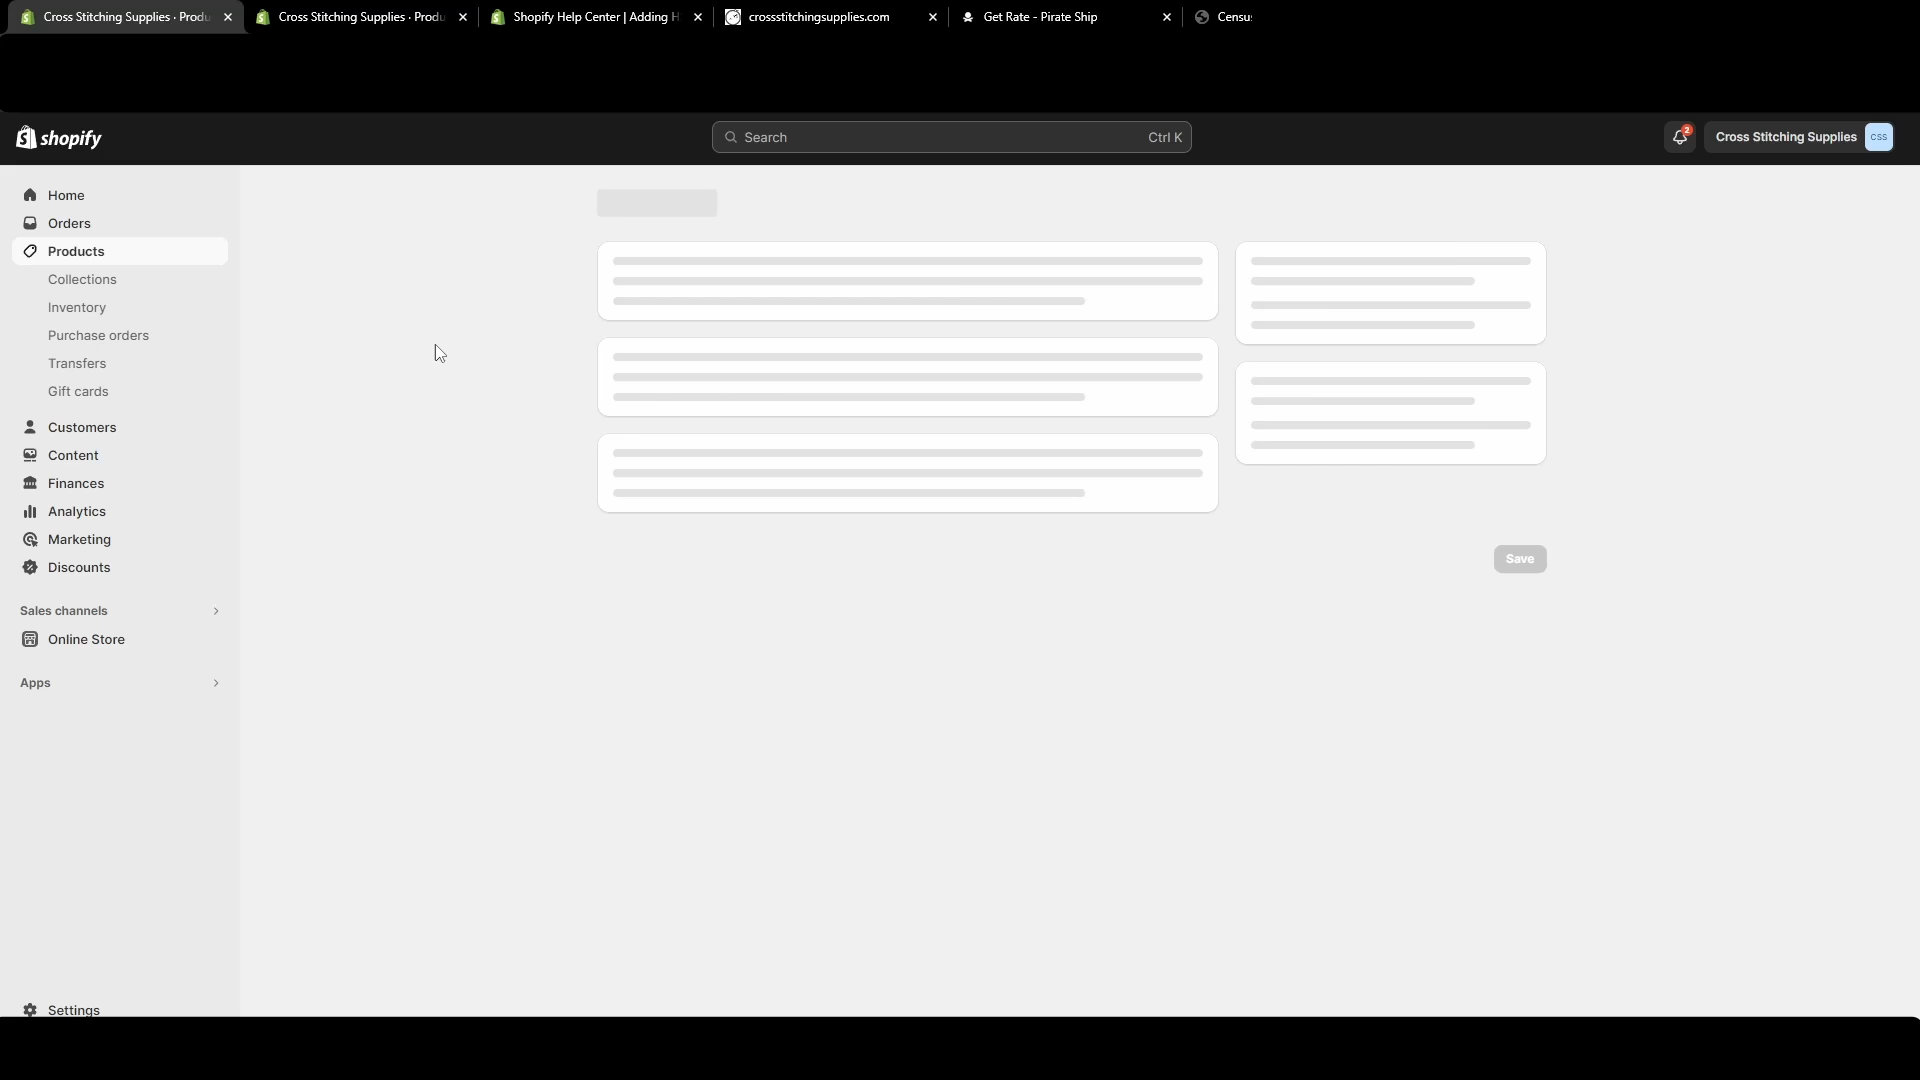 Cross Stitching Supplies · Produ
Cross Stitching Supplies · Produ
Shopify Help Center | Adding H
crossstitchingsupplies.com
Get Rate - Pirate Ship
Census
shopify
Search
Ctrl K
2
Cross Stitching Supplies
CSS
Home
Orders
Products
Collections
Inventory
Purchase orders
Transfers
Gift cards
Customers
Content
Finances
Analytics
Marketing
Discounts
Save
Sales channels
Online Store
Apps
Settings